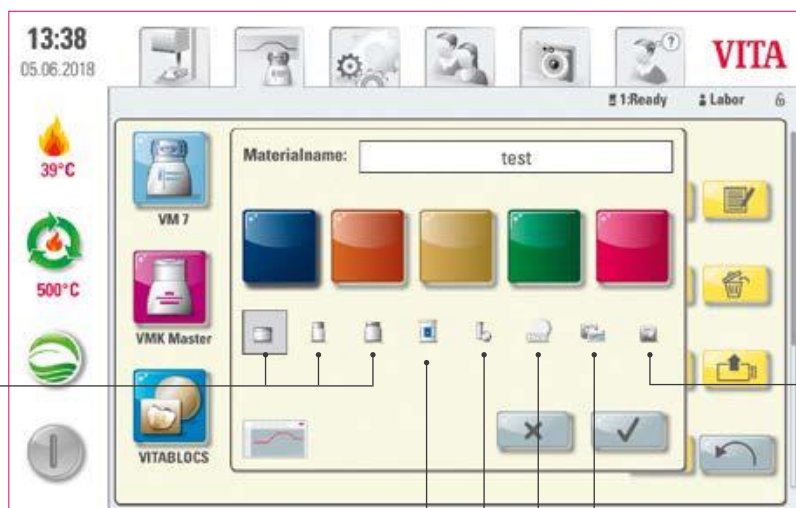 13:38
05.06.2018
?
VITA
1:Ready
Labor
39°C
500°C
VM 7
VMK Master
VITABLOCS
Materialname:
test